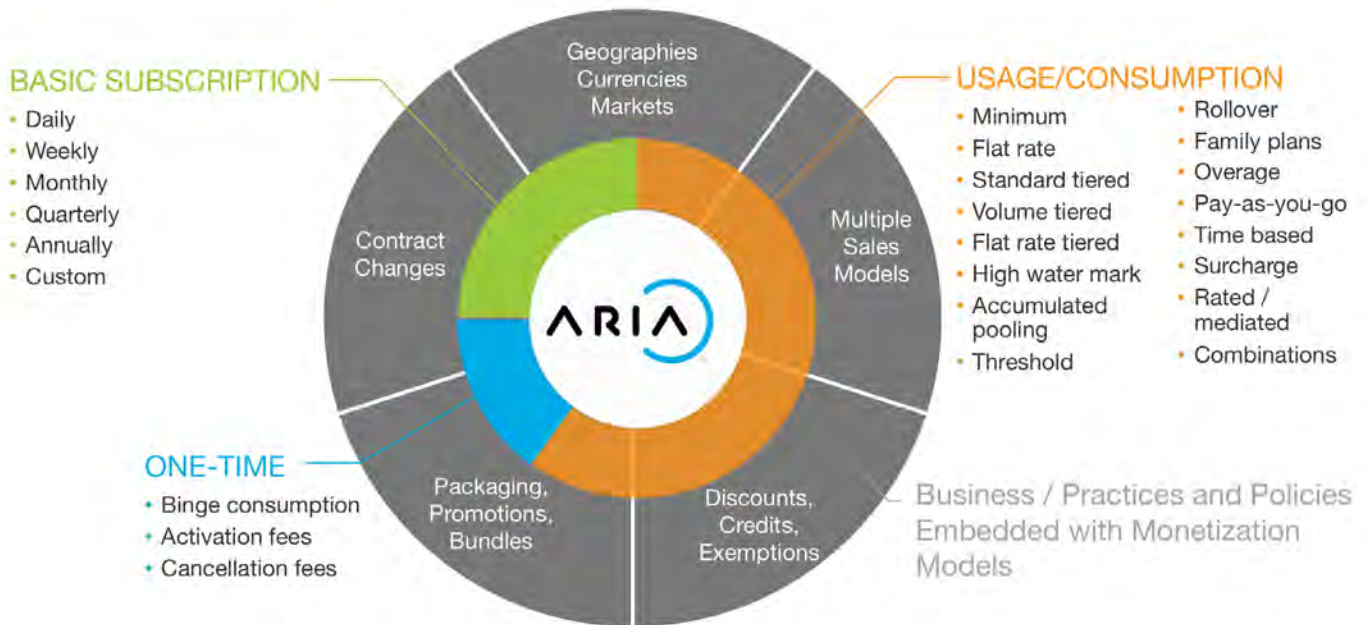 Geographies
Currencies
Markets
BASIC SUBSCRIPTION
Daily
Weekly
Monthly
Quarterly
Annually
Custom
USAGE/CONSUMPTION
Minimum
Flat rate
Standard tiered
Volume tiered
Flat rate tiered
High water mark
Accumulated
pooling
Threshold
Rollover
Family plans
Overage
Pay-as-you-go
Time based
Surcharge
Rated /
mediated
Combinations
Contract
Changes
Multiple
Sales
Models
ARIA
ONE-TIME
Binge consumption
Activation fees
Cancellation fees
Packaging,
Promotions,
Bundles
Discounts,
Credits,
Exemptions
Business / Practices and Policies
Embedded with Monetization
Models